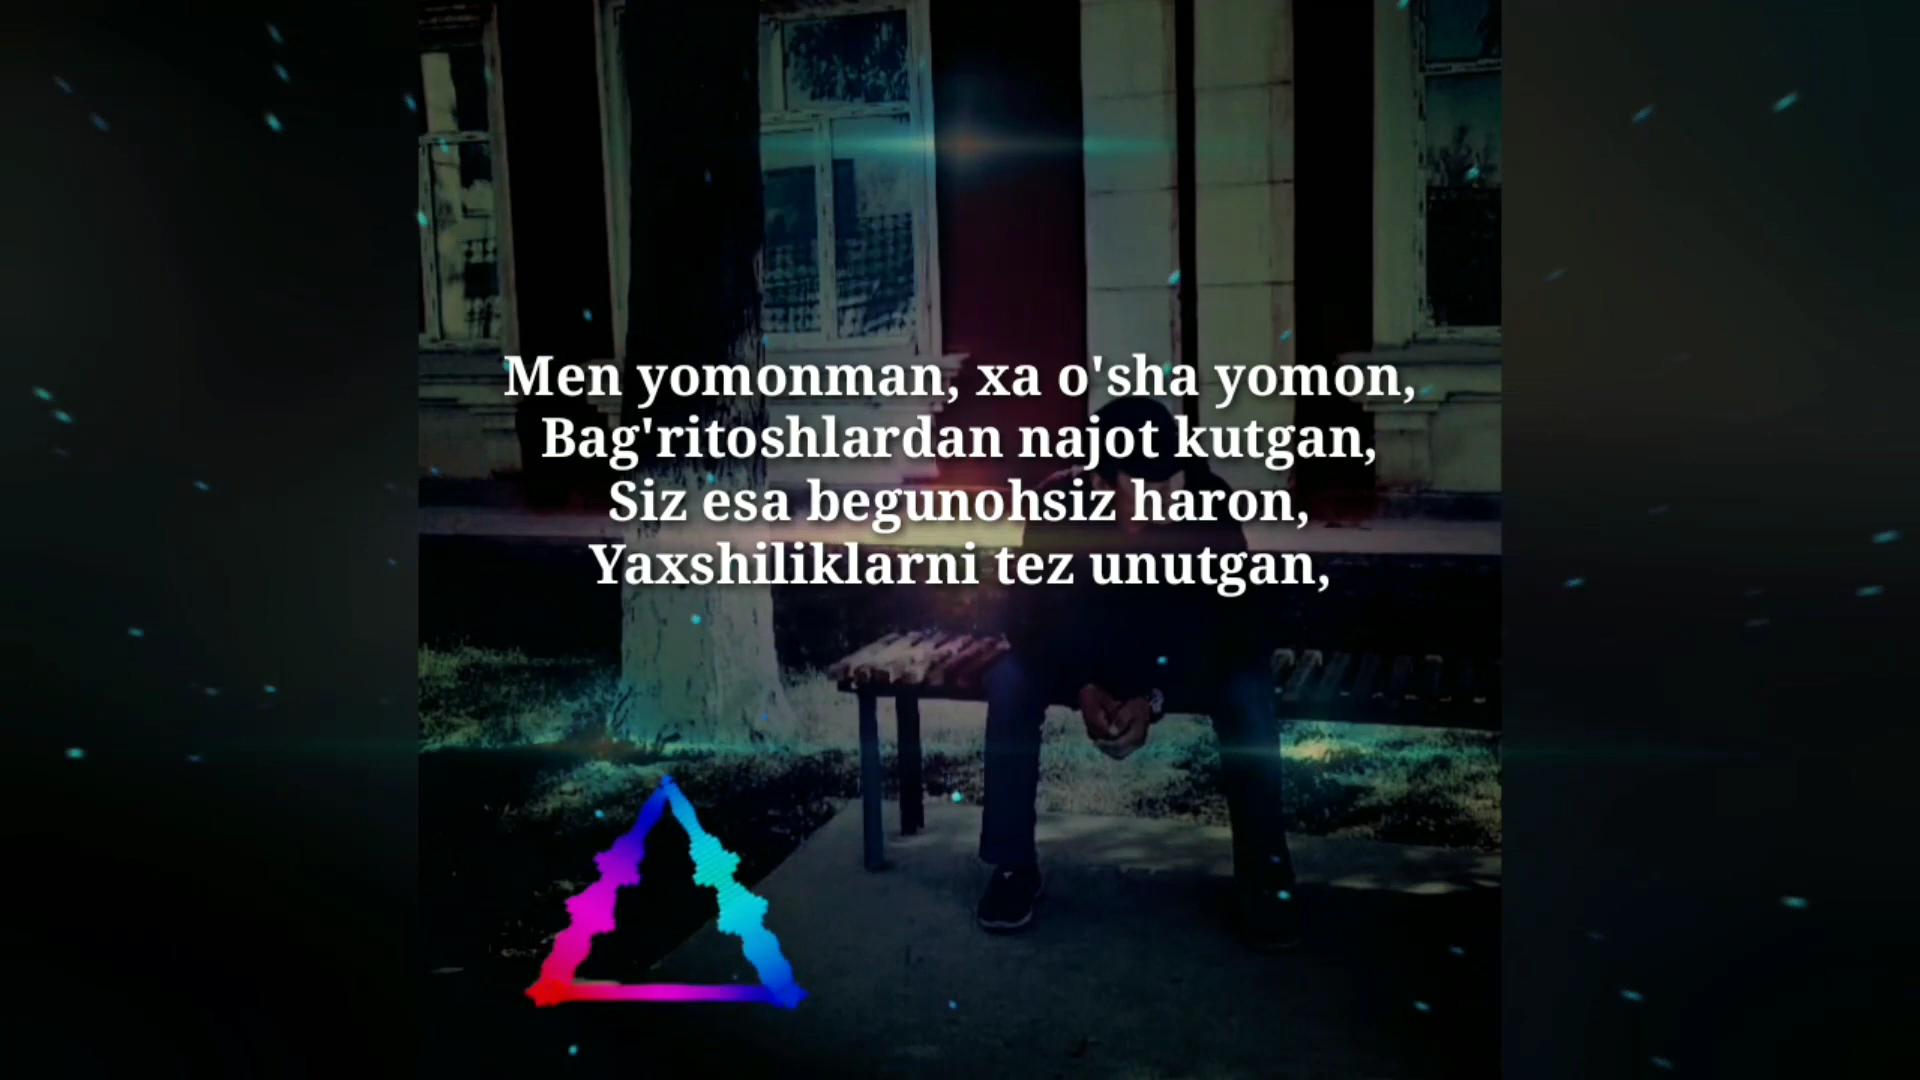 Men yomonman, xa o'sha yomon,
Bag'ritoshlardan najot kutgan,
Siz esa begunohsiz haron,
Yaxshiliklarni tez unutgan,